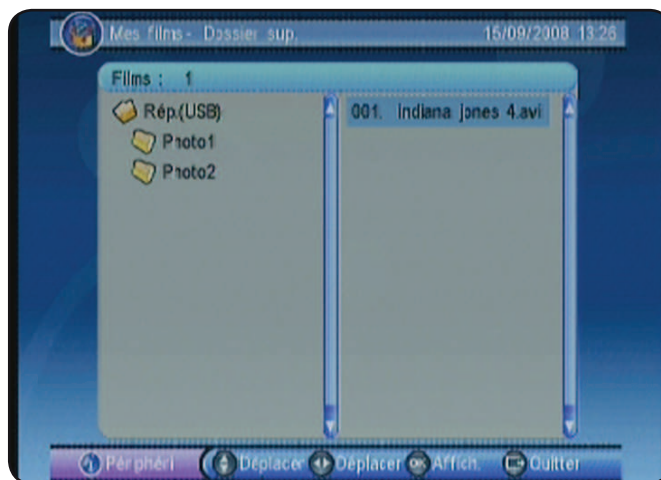 Mes films - Dossier sup. 15/09/2008 13:26
Films : 1
Rép.(USB)
Photo1
Photo2
001. Indiana jones 4.avi
Périphéri Déplacer Déplacer OK Affich. Quitter